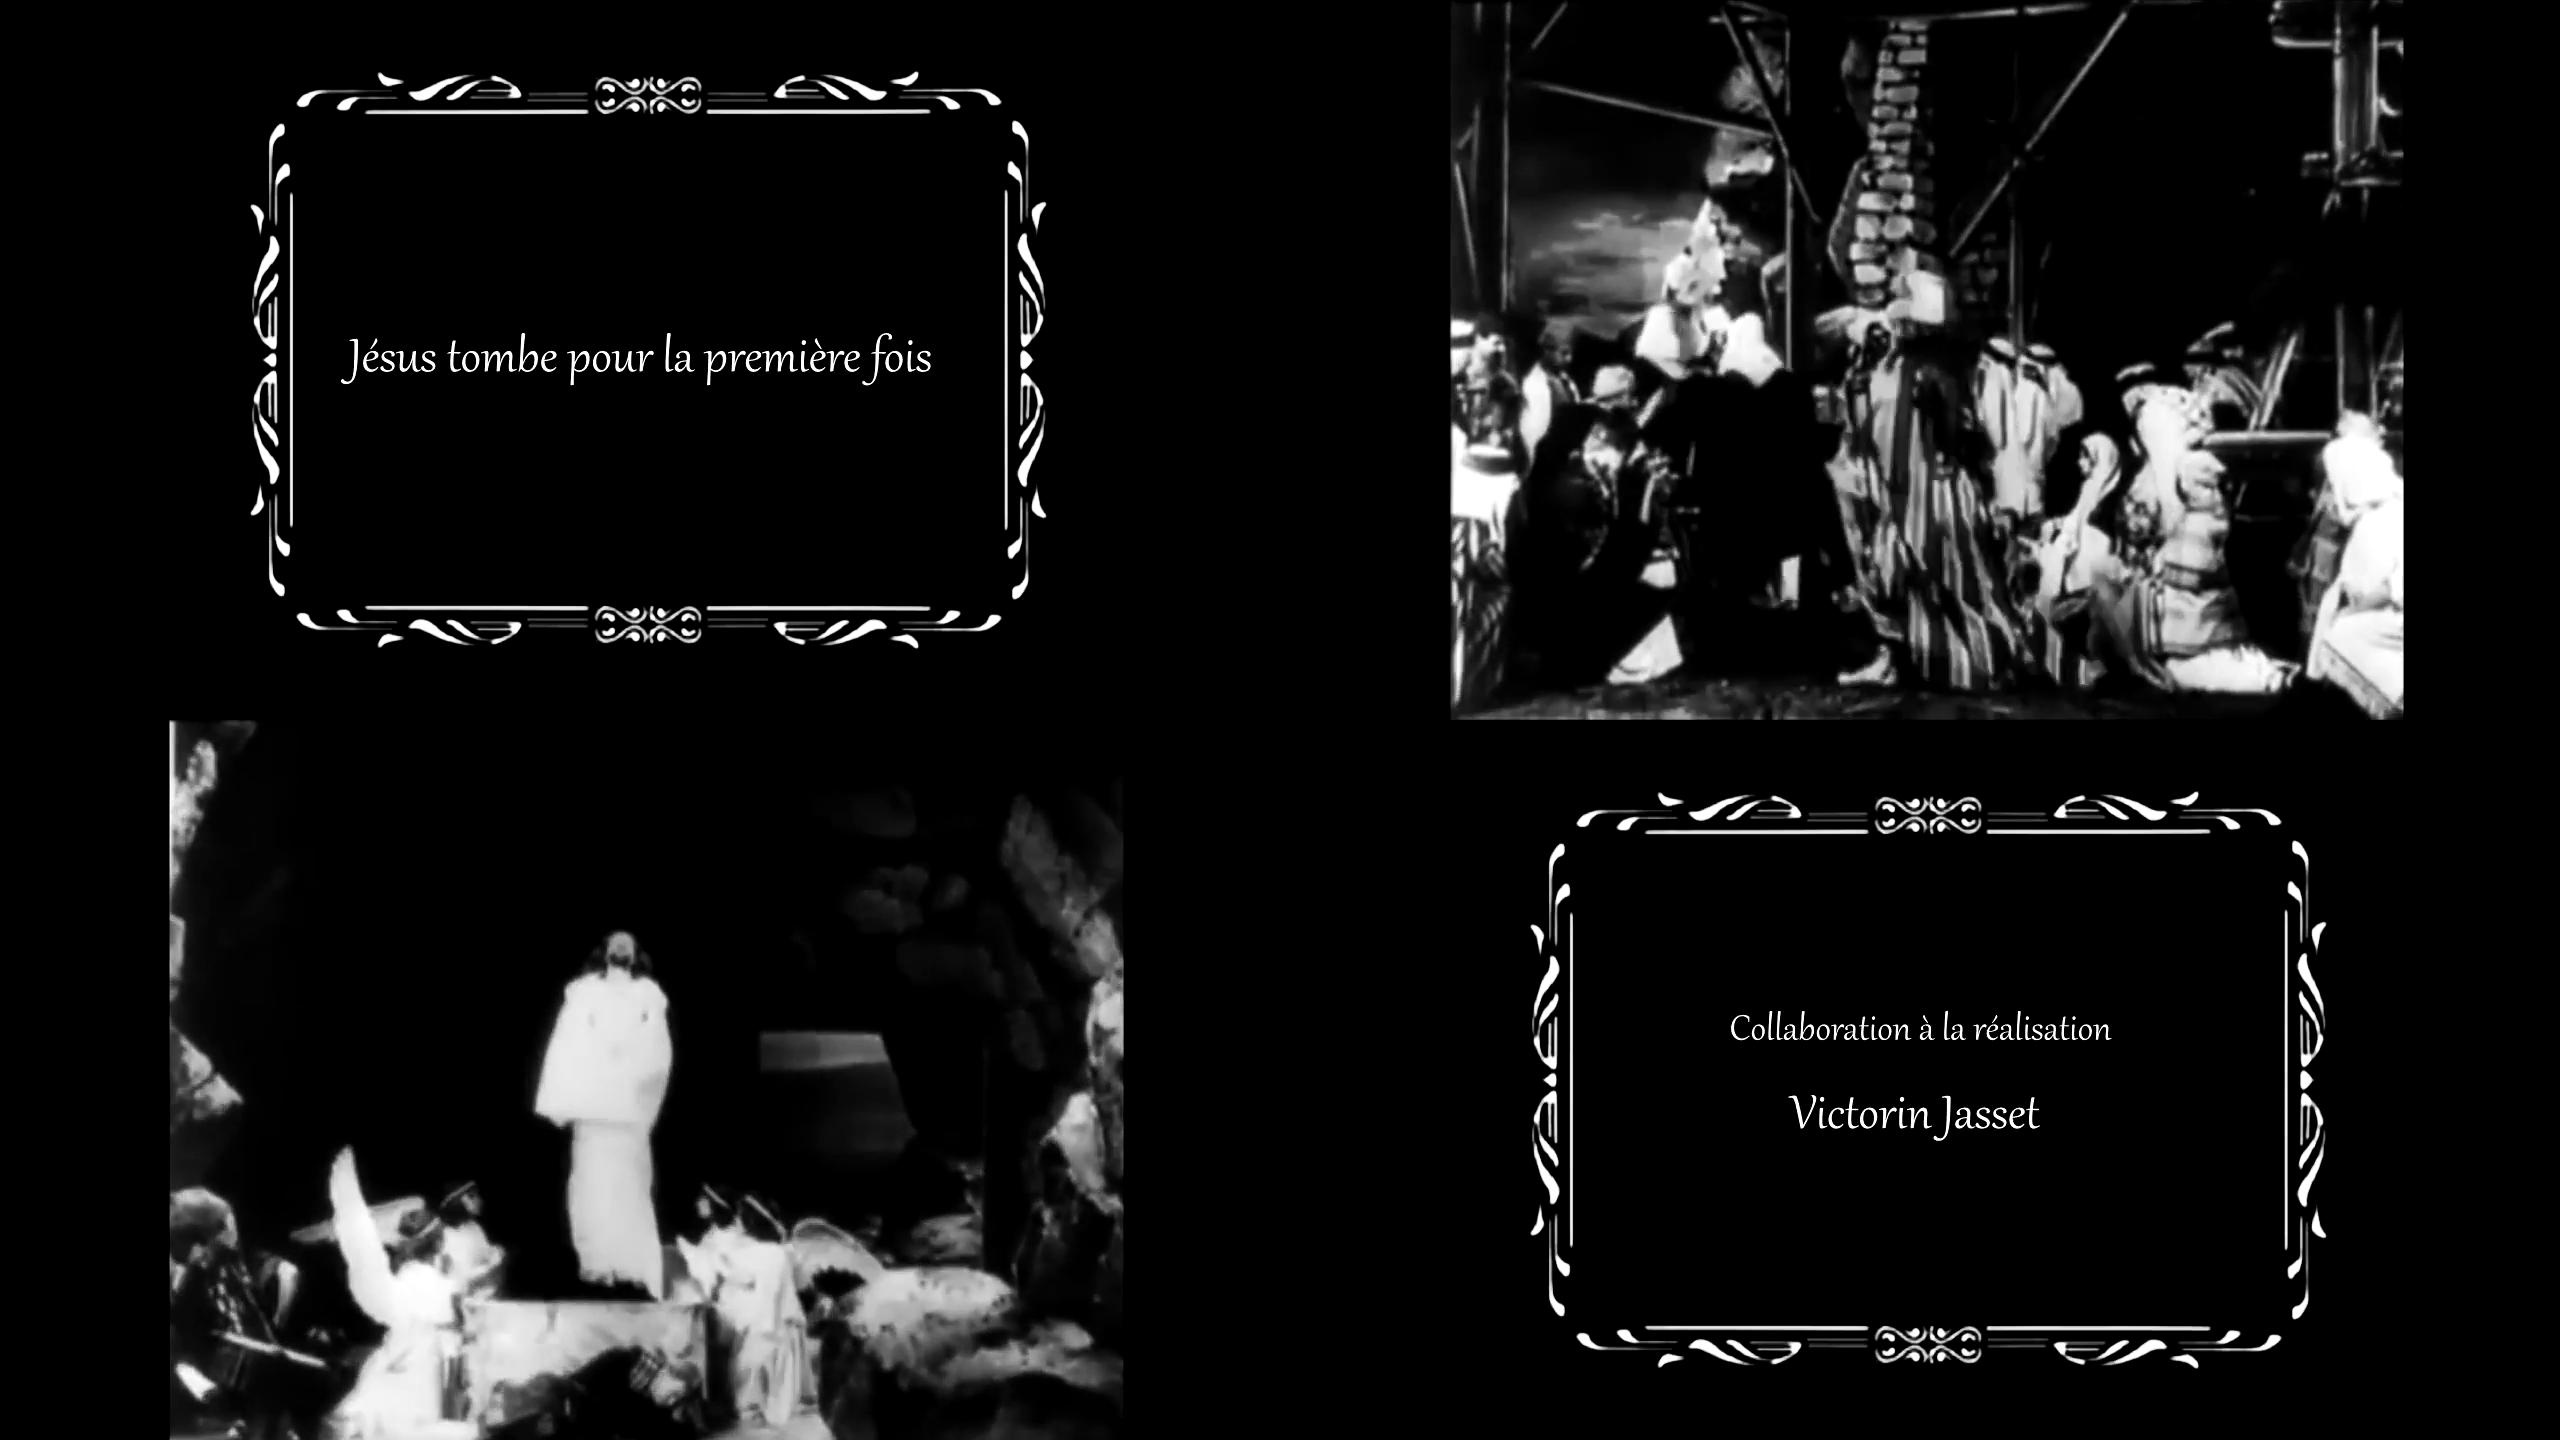 Jésus tombe pour la première fois
Collaboration à la réalisation
Victorin Jasset